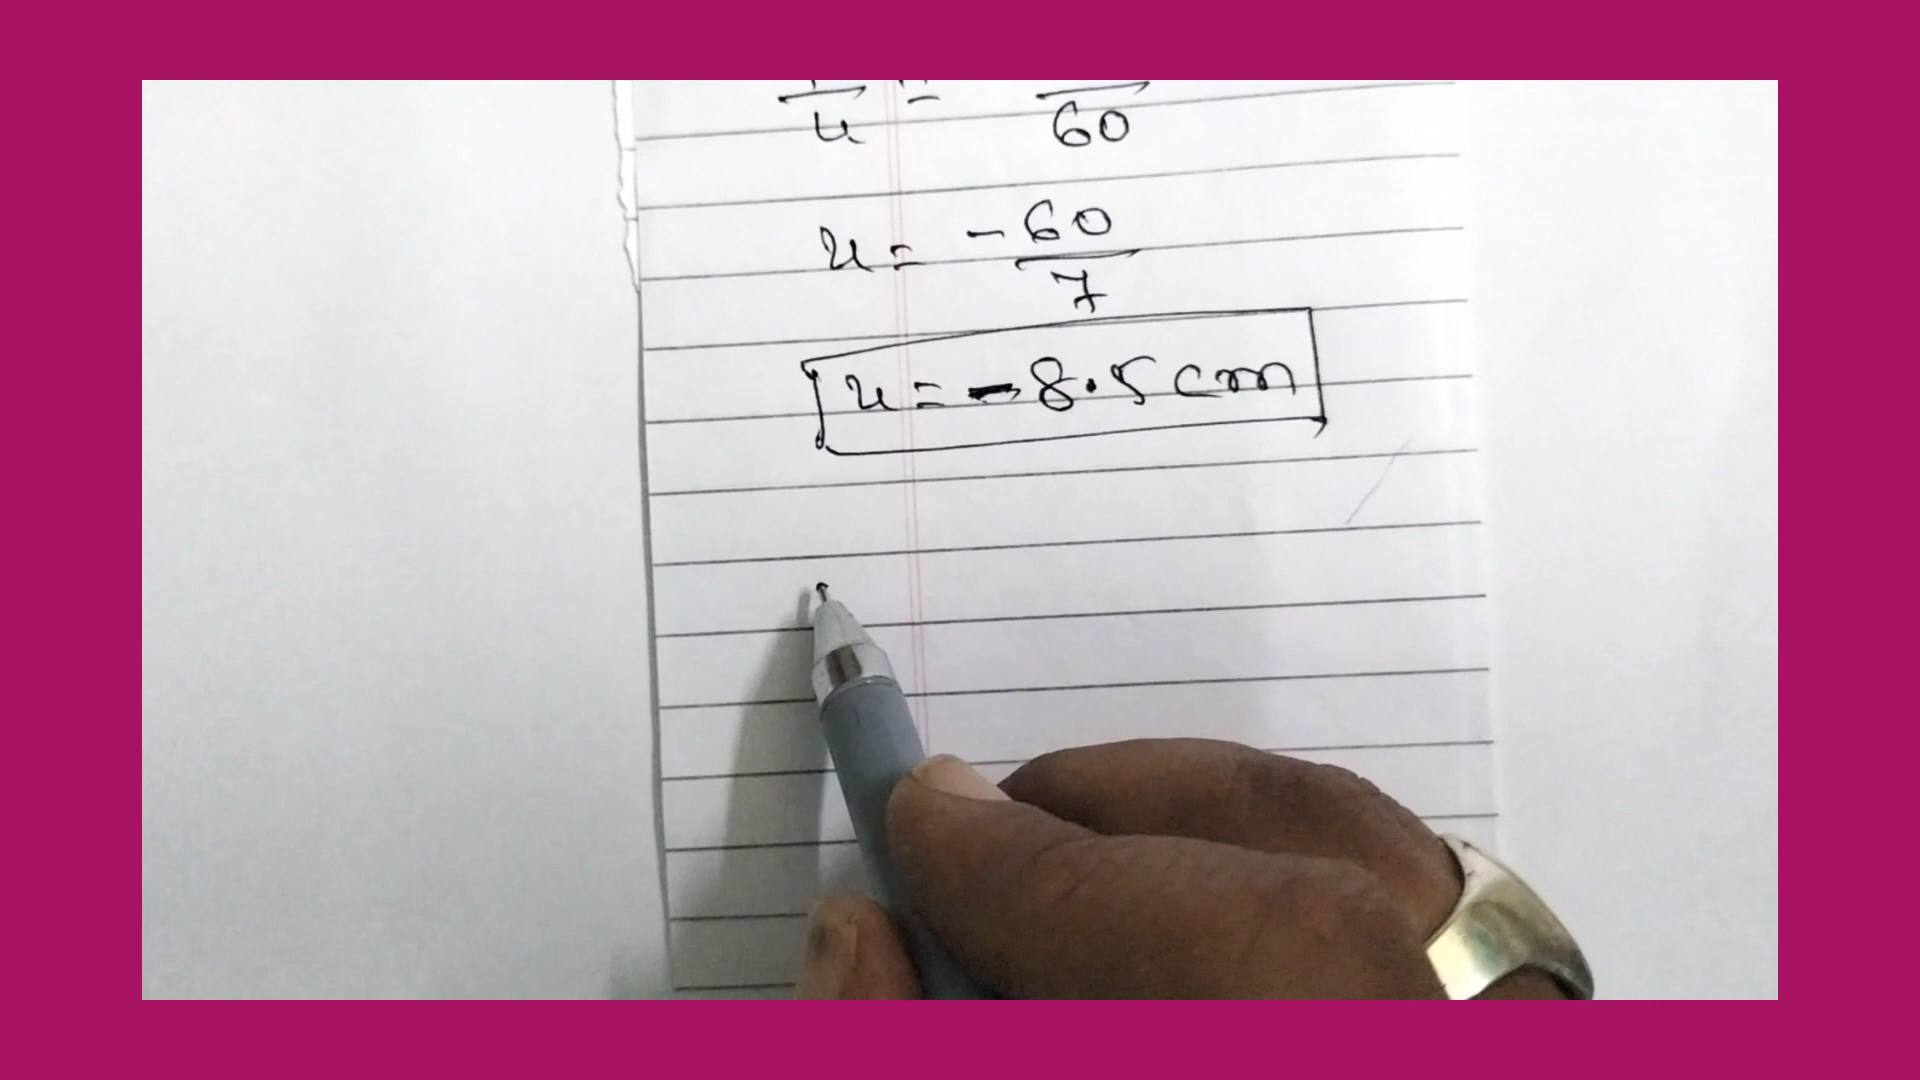 u = 60
u = -60/7
u = -8.5 cm